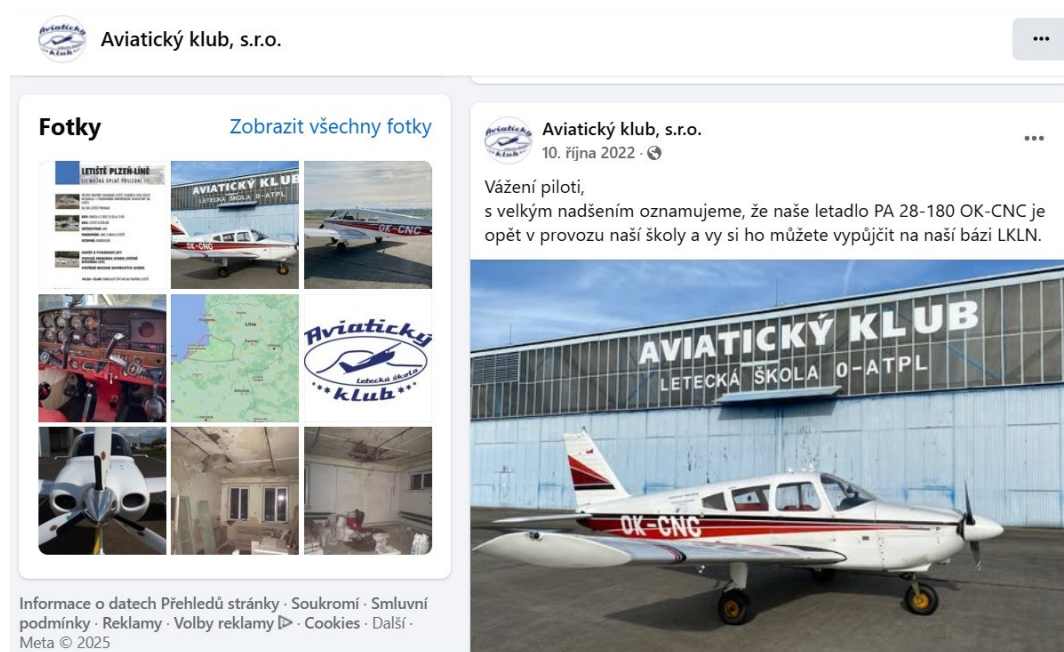 Aviatický klub, s.r.o.
Fotky
Zobrazit všechny fotky
LETIŠTĚ PLZEŇ-LÍNĚ
AVIATICKÝ KLUB
LETECKÁ ŠKOLA O-ATPL
OK-CNC
OK-CNC
Litva
Aviatický
Letecká škola
klub
Informace o datech Přehledů stránky · Soukromí · Smluvní
podmínky · Reklamy · Volby reklamy · Cookies · Další ·
Meta © 2025
Aviatický klub, s.r.o.
10. října 2022 ·
Vážení piloti,
s velkým nadšením oznamujeme, že naše letadlo PA 28-180 OK-CNC je
opět v provozu naší školy a vy si ho můžete vypůjčit na naší bázi LKLN.
AVIATICKÝ KLUB
LETECKÁ ŠKOLA O-ATPL
OK-CNC